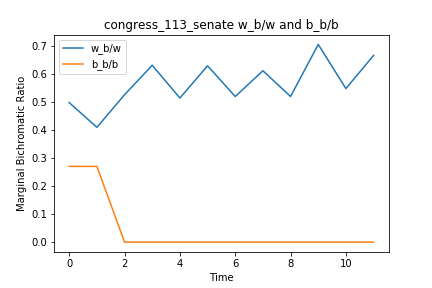 congress_113_senate w_b/w and b_b/b
w_b/w
b_b/b
Marginal Bichromatic Ratio
0.7
0.6
0.5
0.4
0.3
0.2
0.1
0.0
0 2 4 6 8 10
Time